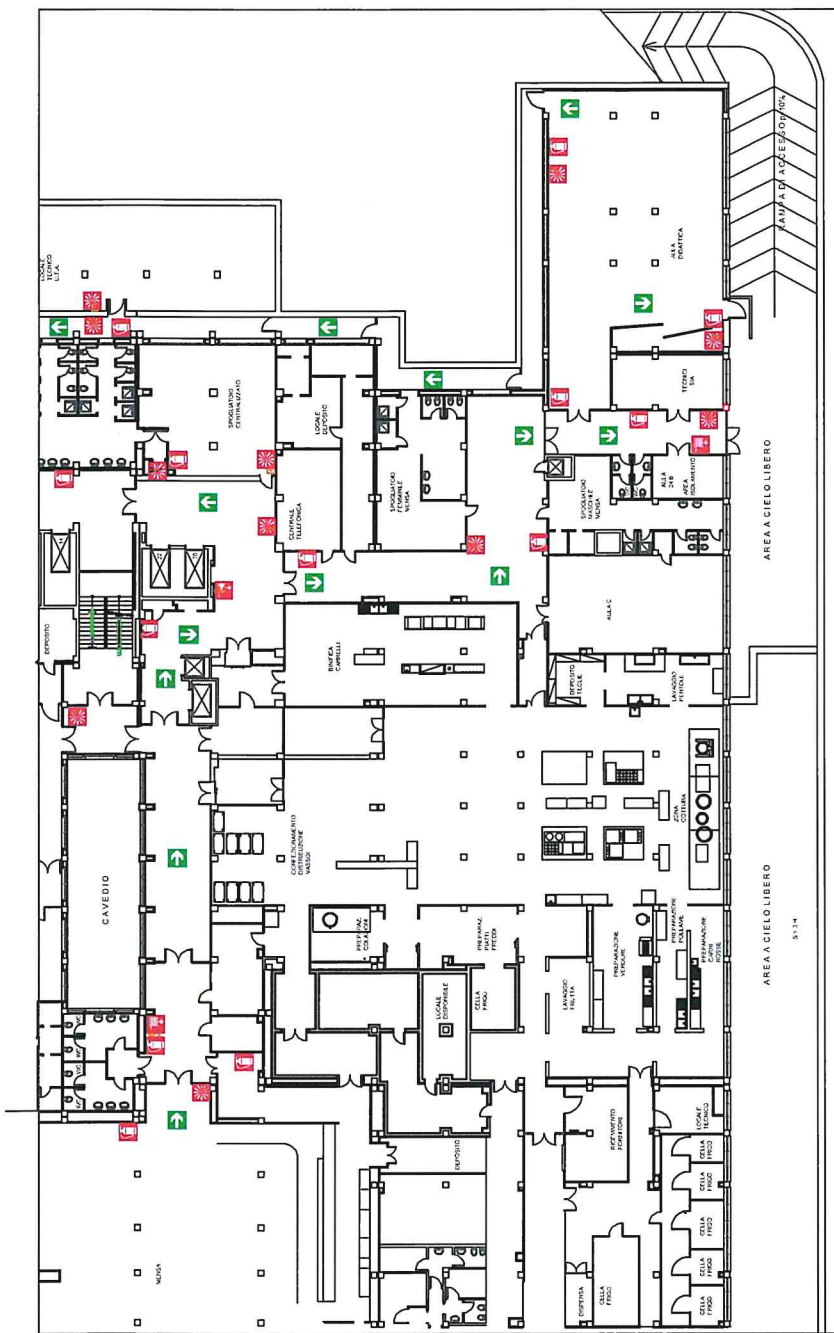 RAMPA DI ACCESSO p.10%
LOCALE
TECNICO
U.T.A.
AULA
DIDATTICA
SPOGLIATOIO
CENTRALIZZATO
LOCALE
DEPOSITO
TECNICI
SIA
CENTRALE
TELEFONICA
SPOGLIATOIO
FEMMINILE
MENSA
SPOGLIATOIO
MASCHILE
MENSA
AREA
ISOLAMENTO
AREA A CIELO LIBERO
DEPOSITO
BONIFICA
CARRELLI
AULA C
DEPOSITO
TEGLIE
LAVAGGIO
PENTOLE
CAVEDIO
CONFEZIONAMENTO
DISTRIBUZIONE
VASSOI
ZONA
COTTURA
PREPARAZ.
COLAZIONI
PREPARAZ.
PIATTI
FREDDI
PREPARAZIONE
VERDURE
PREPARAZIONE
POLLAME
PREPARAZIONE
CARNI
ROSSE
AREA A CIELO LIBERO
LOCALE
DISPONIBILE
CELLA
FRIGO
LAVAGGIO
FRUTTA
WC
WC
WC
WC
DEPOSITO
RICEVIMENTO
FORNITORI
LOCALE
TECNICO
MENSA
DISPENSA
CELLA
FRIGO
CELLA
FRIGO
CELLA
FRIGO
CELLA
FRIGO
CELLA
FRIGO
CELLA
FRIGO